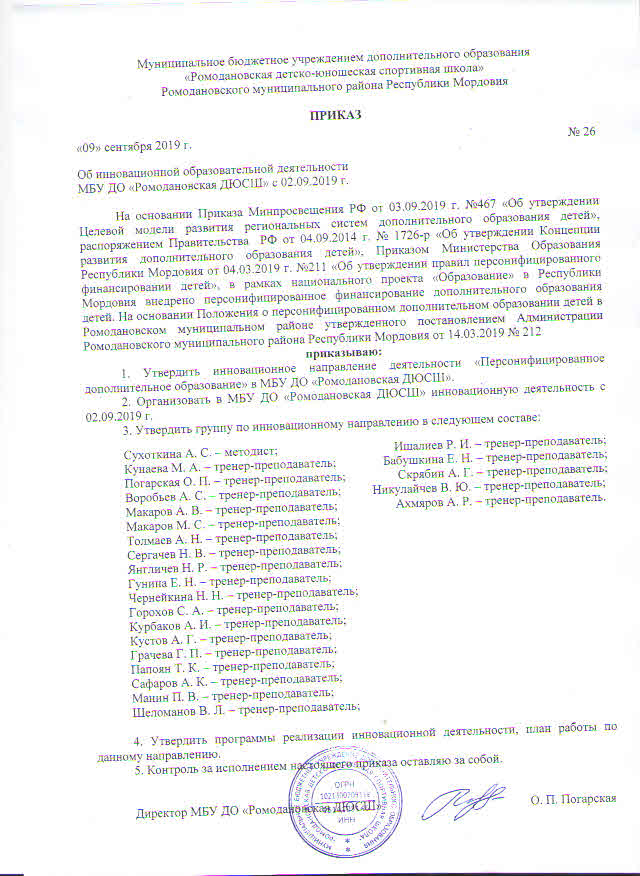 Муниципальное бюджетное учреждением дополнительного образования
«Ромодановская детско-юношеская спортивная школа»
Ромодановского муниципального района Республики Мордовия
ПРИКАЗ
№ 26
«09» сентября 2019 г.
Об инновационной образовательной деятельности
МБУ ДО «Ромодановская ДЮСШ» с 02.09.2019 г.
На основании Приказа Минпросвещения РФ от 03.09.2019 г. №467 «Об утверждении
Целевой модели развития региональных систем дополнительного образования детей»,
распоряжением Правительства РФ от 04.09.2014 г. № 1726-р «Об утверждении Концепции
развития дополнительного образования детей», Приказом Министерства Образования
Республики Мордовия от 04.03.2019 г. №211 «Об утверждении правил персонифицированного
финансировании детей», в рамках национального проекта «Образование» в Республики
Мордовия внедрено персонифицированное финансирование дополнительного образования
детей. На основании Положения о персонифицированном дополнительном образовании детей в
Ромодановском муниципальном районе утвержденного постановлением Администрации
Ромодановского муниципального района Республики Мордовия от 14.03.2019 № 212
приказываю:
1. Утвердить инновационное направление деятельности «Персонифицированное
дополнительное образование» в МБУ ДО «Ромодановская ДЮСШ».
2. Организовать в МБУ ДО «Ромодановская ДЮСШ» инновационную деятельность с
02.09.2019 г.
3. Утвердить группу по инновационному направлению в следующем составе:
Сухоткина А. С. – методист;
Кунаева М. А. – тренер-преподаватель;
Погарская О. П. – тренер-преподаватель;
Воробьев А. С. – тренер-преподаватель;
Макаров А. В. – тренер-преподаватель;
Макаров М. С. – тренер-преподаватель;
Толмаев А. Н. – тренер-преподаватель;
Сергачев Н. В. – тренер-преподаватель;
Янгличев Н. Р. – тренер-преподаватель;
Гунина Е. Н. – тренер-преподаватель;
Чернейкина Н. Н. – тренер-преподаватель;
Горохов С. А. – тренер-преподаватель;
Курбаков А. И. – тренер-преподаватель;
Кустов А. Г. – тренер-преподаватель;
Грачева Г. П. – тренер-преподаватель;
Папоян Т. К. – тренер-преподаватель;
Сафаров А. К. – тренер-преподаватель;
Манин П. В. – тренер-преподаватель;
Шеломанов В. Л. – тренер-преподаватель;
Ишалиев Р. И. – тренер-преподаватель;
Бабушкина Е. Н. – тренер-преподаватель;
Скрябин А. Г. – тренер-преподаватель;
Никулайчев В. Ю. – тренер-преподаватель;
Ахмяров А. Р. – тренер-преподаватель.
4. Утвердить программы реализации инновационной деятельности, план работы по
данному направлению.
5. Контроль за исполнением настоящего приказа оставляю за собой.
Директор МБУ ДО «Ромодановская ДЮСШ»
О. П. Погарская
ОГРН
ИНН